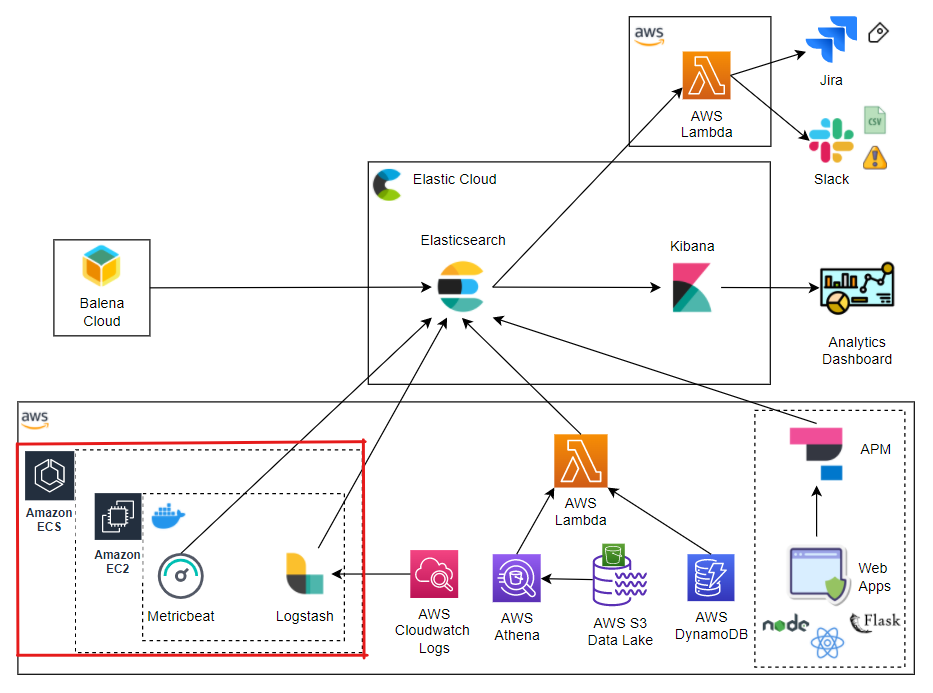 aws
AWS
Lambda
Jira
CSV
Slack
Elastic Cloud
Elasticsearch
Kibana
Balena
Cloud
Analytics
Dashboard
aws
Amazon
ECS
Amazon
EC2
Metricbeat
Logstash
AWS
Cloudwatch
Logs
AWS
Lambda
AWS
Athena
AWS S3
Data Lake
AWS
DynamoDB
APM
Web
Apps
node
Flask